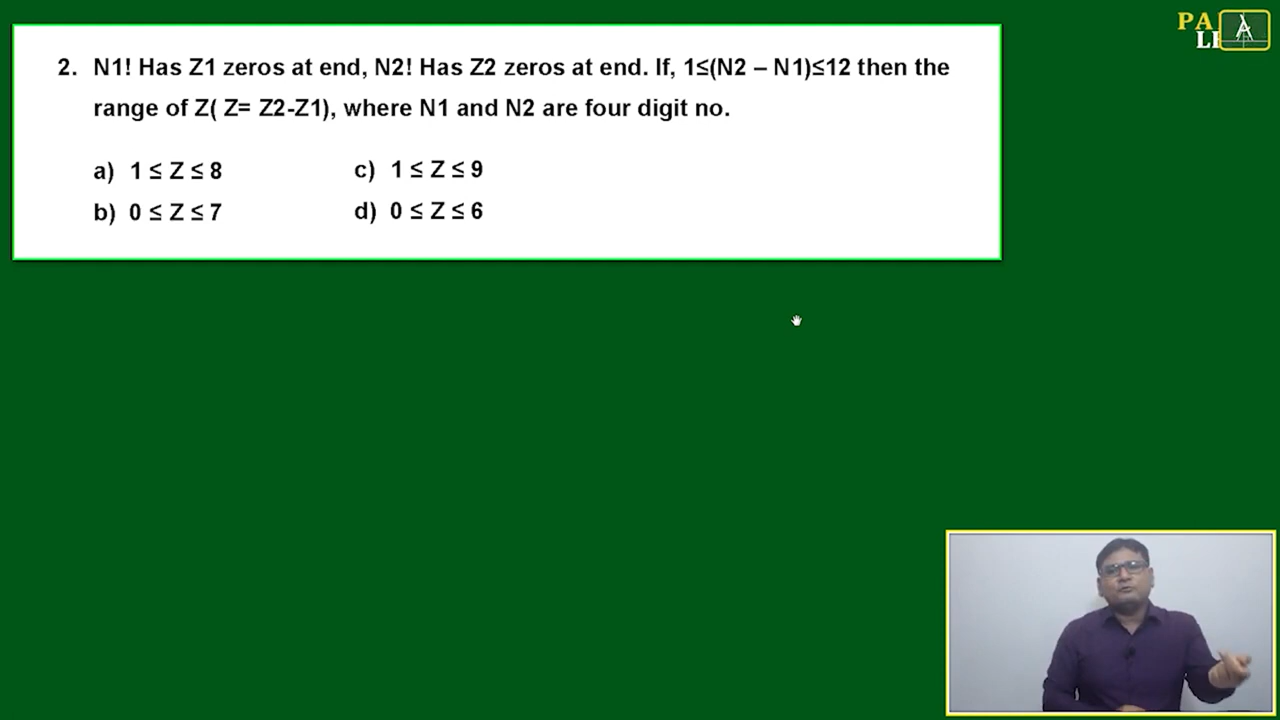 PA
LE
2. N1! Has Z1 zeros at end, N2! Has Z2 zeros at end. If, 1≤(N2 – N1)≤12 then the
range of Z( Z= Z2-Z1), where N1 and N2 are four digit no.
a) 1 ≤ Z ≤ 8
c) 1 ≤ Z ≤ 9
b) 0 ≤ Z ≤ 7
d) 0 ≤ Z ≤ 6